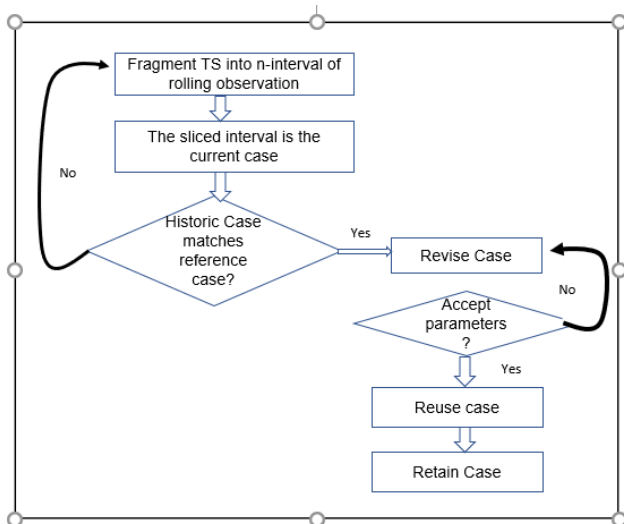 Fragment TS into n-interval of
rolling observation
The sliced interval is the
current case
No
Historic Case
matches
reference
case?
Yes
Revise Case
No
Accept
parameters
?
Yes
Reuse case
Retain Case